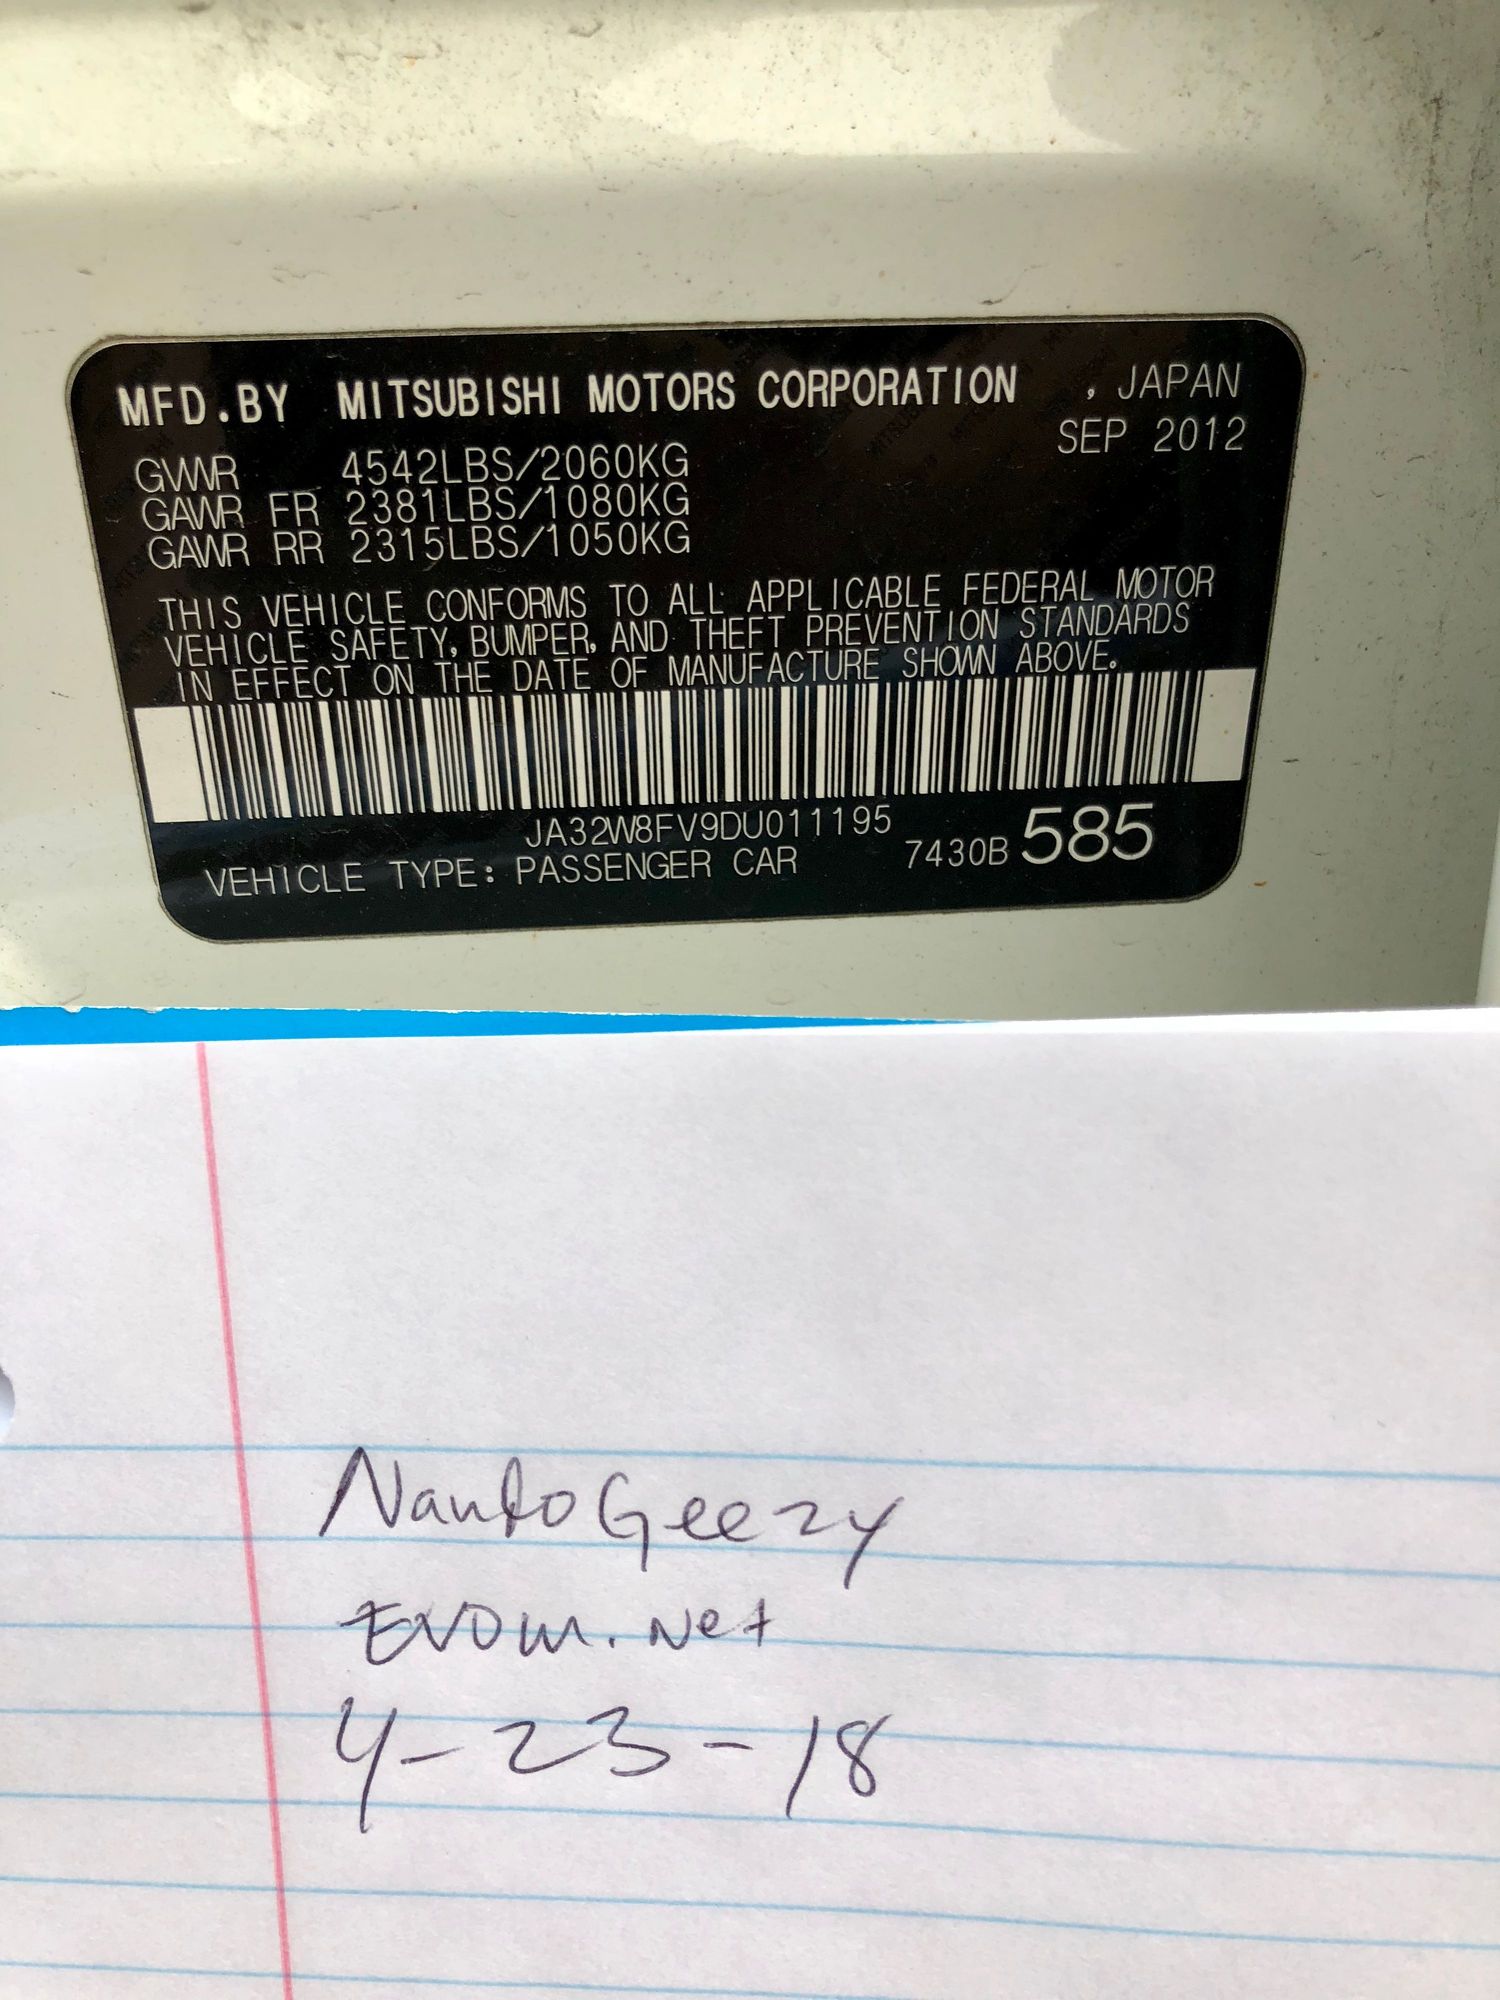 MFD.BY MITSUBISHI MOTORS CORPORATION , JAPAN
SEP 2012
GVWR 4542LBS/2060KG
GAWR FR 2381LBS/1080KG
GAWR RR 2315LBS/1050KG
THIS VEHICLE CONFORMS TO ALL APPLICABLE FEDERAL MOTOR
VEHICLE SAFETY, BUMPER, AND THEFT PREVENTION STANDARDS
IN EFFECT ON THE DATE OF MANUFACTURE SHOWN ABOVE.
JA32W8FV9DU011195
VEHICLE TYPE: PASSENGER CAR 7430B 585
NantoGeezy
Evom.net
4-23-18